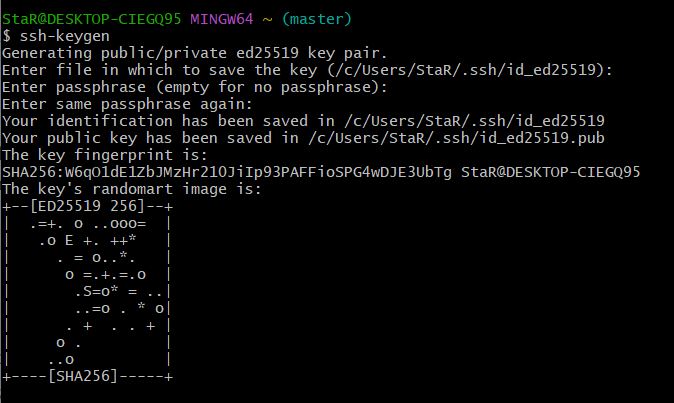 StaR@DESKTOP-CIEGQ95 MINGW64 ~ (master)
$ ssh-keygen
Generating public/private ed25519 key pair.
Enter file in which to save the key (/c/Users/StaR/.ssh/id_ed25519):
Enter passphrase (empty for no passphrase):
Enter same passphrase again:
Your identification has been saved in /c/Users/StaR/.ssh/id_ed25519
Your public key has been saved in /c/Users/StaR/.ssh/id_ed25519.pub
The key fingerprint is:
SHA256:W6qO1dE1ZbJMzHr21OJiIp93PAFFioSPG4wDJE3UbTg StaR@DESKTOP-CIEGQ95
The key's randomart image is:
+--[ED25519 256]--+
|  .=+. o ..ooo=  |
|   .o E +. ++*   |
|     . = o..*.   |
|      o =.+.=.o  |
|       .S=o* = ..|
|       ..=o . * o|
|      . +  . . + |
|     o .         |
|    ..o          |
+----[SHA256]-----+